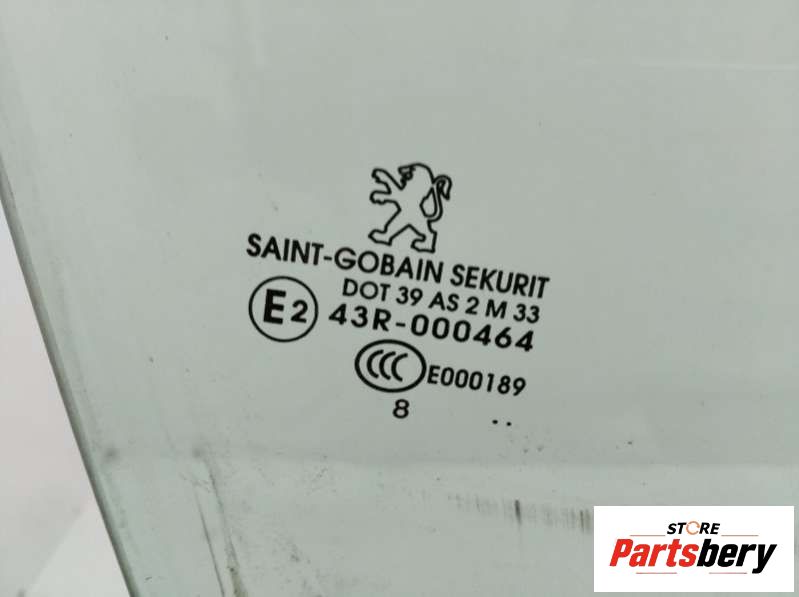 SAINT-GOBAIN SEKURIT
DOT 39 AS 2 M 33
E2 43R-000464
CCC E000189
8
..
STORE
Partsbery